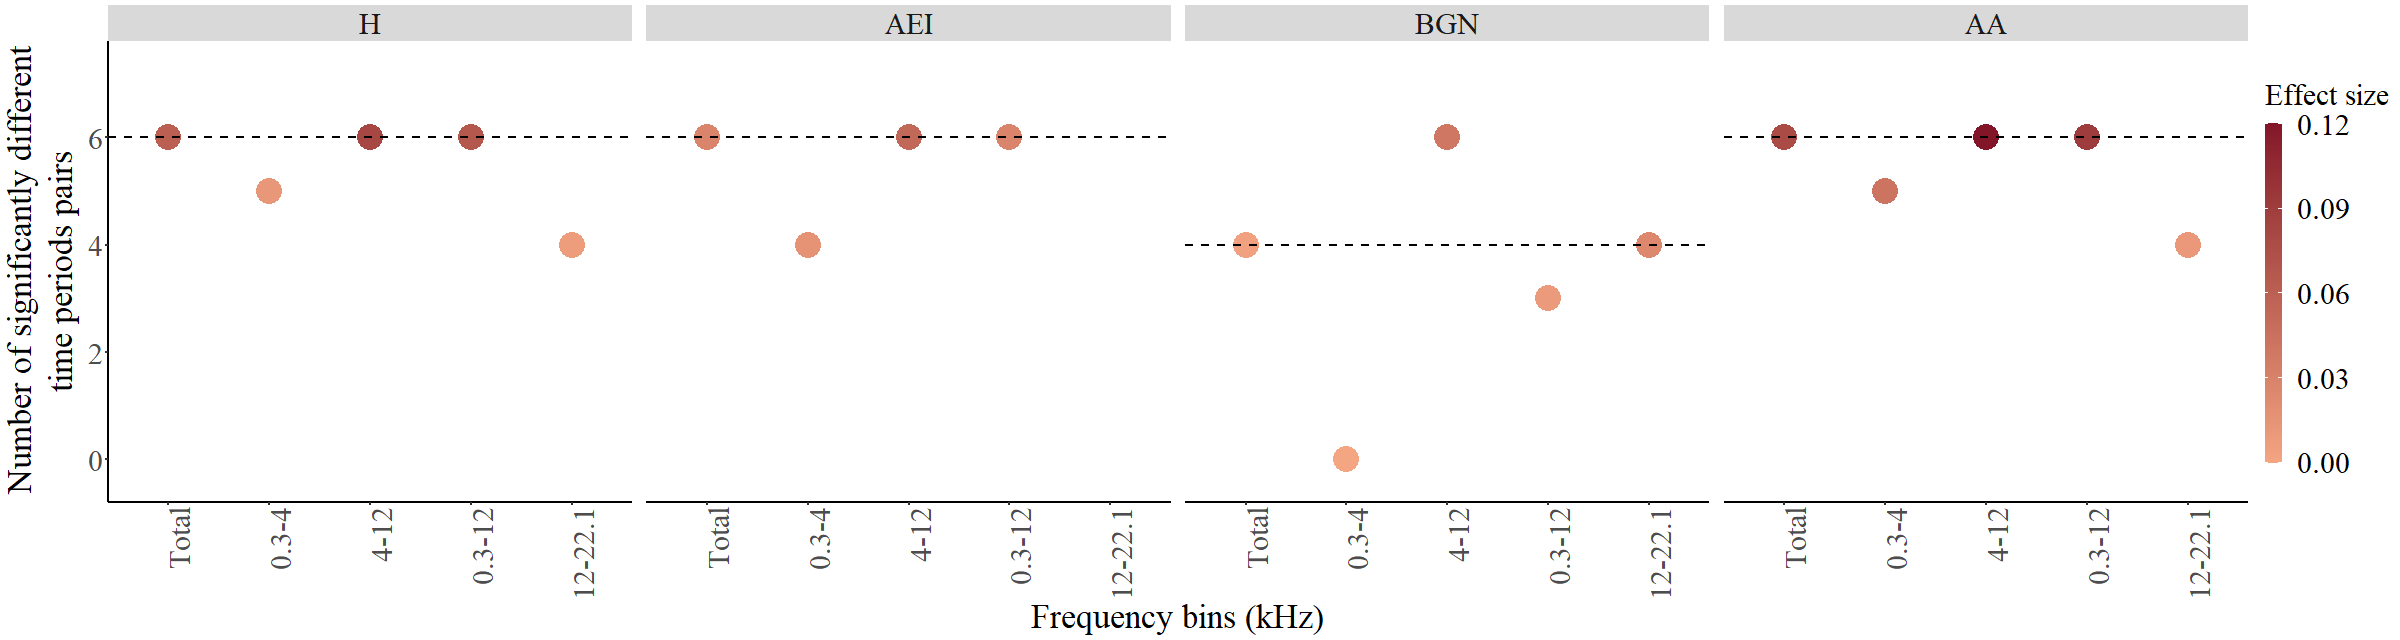 H
AEI
BGN
AA
Number of significantly different
time periods pairs
6
4
2
0
Total
0.3-4
4-12
0.3-12
12-22.1
Total
0.3-4
4-12
0.3-12
12-22.1
Total
0.3-4
4-12
0.3-12
12-22.1
Total
0.3-4
4-12
0.3-12
12-22.1
Frequency bins (kHz)
Effect size
0.12
0.09
0.06
0.03
0.00